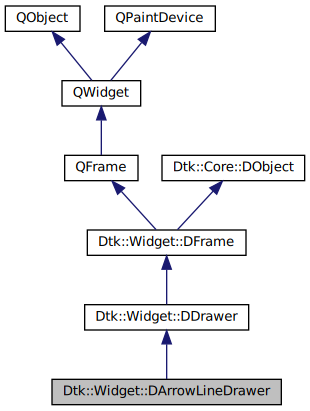 QObject
QPaintDevice
QWidget
QFrame
Dtk::Core::DObject
Dtk::Widget::DFrame
Dtk::Widget::DDrawer
Dtk::Widget::DArrowLineDrawer